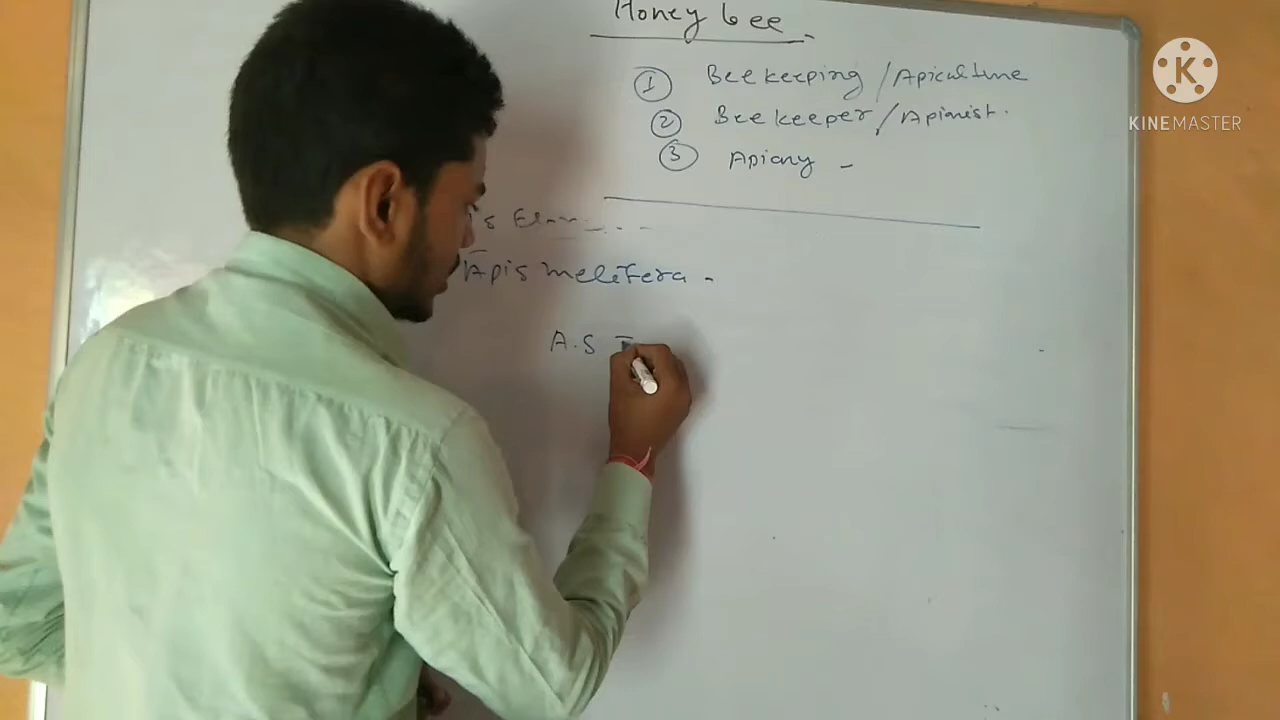 Honey bee
① Beekeeping / Apiculture
KINEMASTER
② Beekeeper / Apiarist.
③ Apiary -
Apis melifera -
A.S